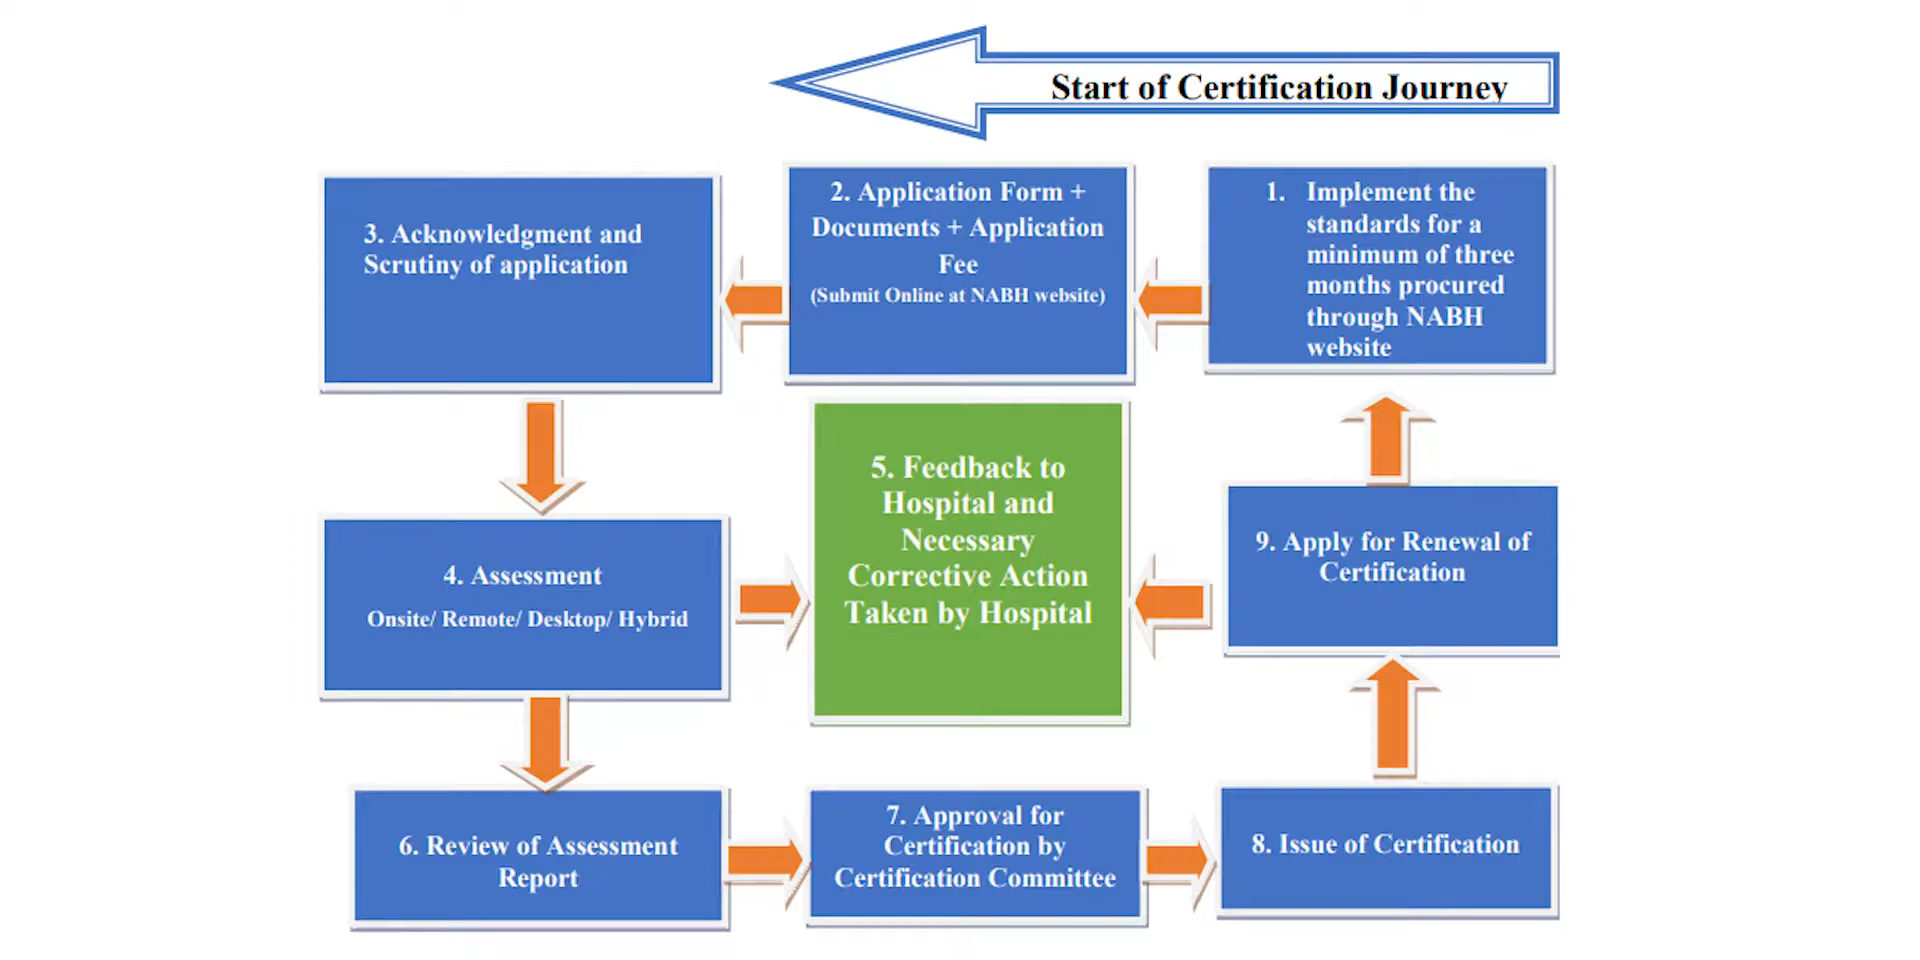 Start of Certification Journey
1. Implement the
standards for a
minimum of three
months procured
through NABH
website
2. Application Form +
Documents + Application
Fee
(Submit Online at NABH website)
3. Acknowledgment and
Scrutiny of application
4. Assessment
Onsite/ Remote/ Desktop/ Hybrid
5. Feedback to
Hospital and
Necessary
Corrective Action
Taken by Hospital
6. Review of Assessment
Report
7. Approval for
Certification by
Certification Committee
8. Issue of Certification
9. Apply for Renewal of
Certification